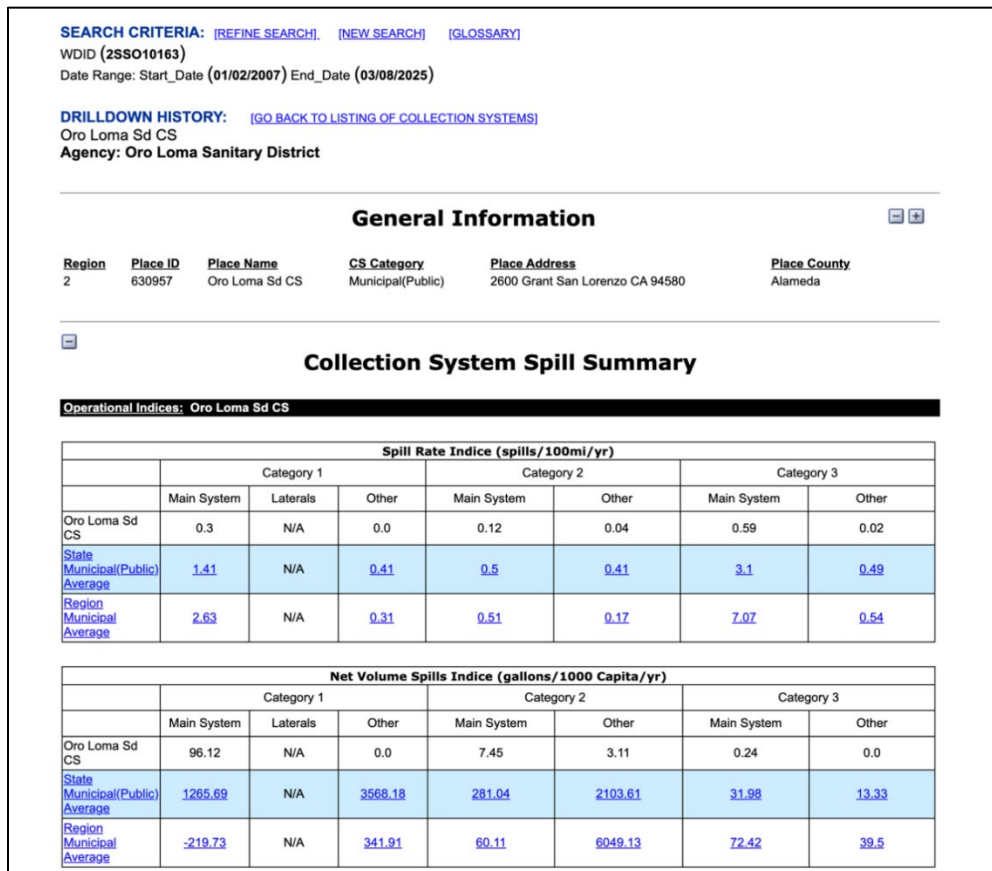 SEARCH CRITERIA: [REFINE SEARCH] [NEW SEARCH] [GLOSSARY]
WDID (2SSO10163)
Date Range: Start_Date (01/02/2007) End_Date (03/08/2025)
DRILLDOWN HISTORY: [GO BACK TO LISTING OF COLLECTION SYSTEMS]
Oro Loma Sd CS
Agency: Oro Loma Sanitary District
General Information
Region Place ID Place Name CS Category Place Address Place County
2 630957 Oro Loma Sd CS Municipal(Public) 2600 Grant San Lorenzo CA 94580 Alameda
Collection System Spill Summary
Operational Indices: Oro Loma Sd CS
Spill Rate Indice (spills/100mi/yr)
Category 1 Category 2 Category 3
Main System Laterals Other Main System Other Main System Other
Oro Loma Sd
CS 0.3 N/A 0.0 0.12 0.04 0.59 0.02
State
Municipal(Public) 1.41 N/A 0.41 0.5 0.41 3.1 0.49
Average
Region
Municipal 2.63 N/A 0.31 0.51 0.17 7.07 0.54
Average
Net Volume Spills Indice (gallons/1000 Capita/yr)
Category 1 Category 2 Category 3
Main System Laterals Other Main System Other Main System Other
Oro Loma Sd
CS 96.12 N/A 0.0 7.45 3.11 0.24 0.0
State
Municipal(Public) 1265.69 N/A 3568.18 281.04 2103.61 31.98 13.33
Average
Region
Municipal -219.73 N/A 341.91 60.11 6049.13 72.42 39.5
Average